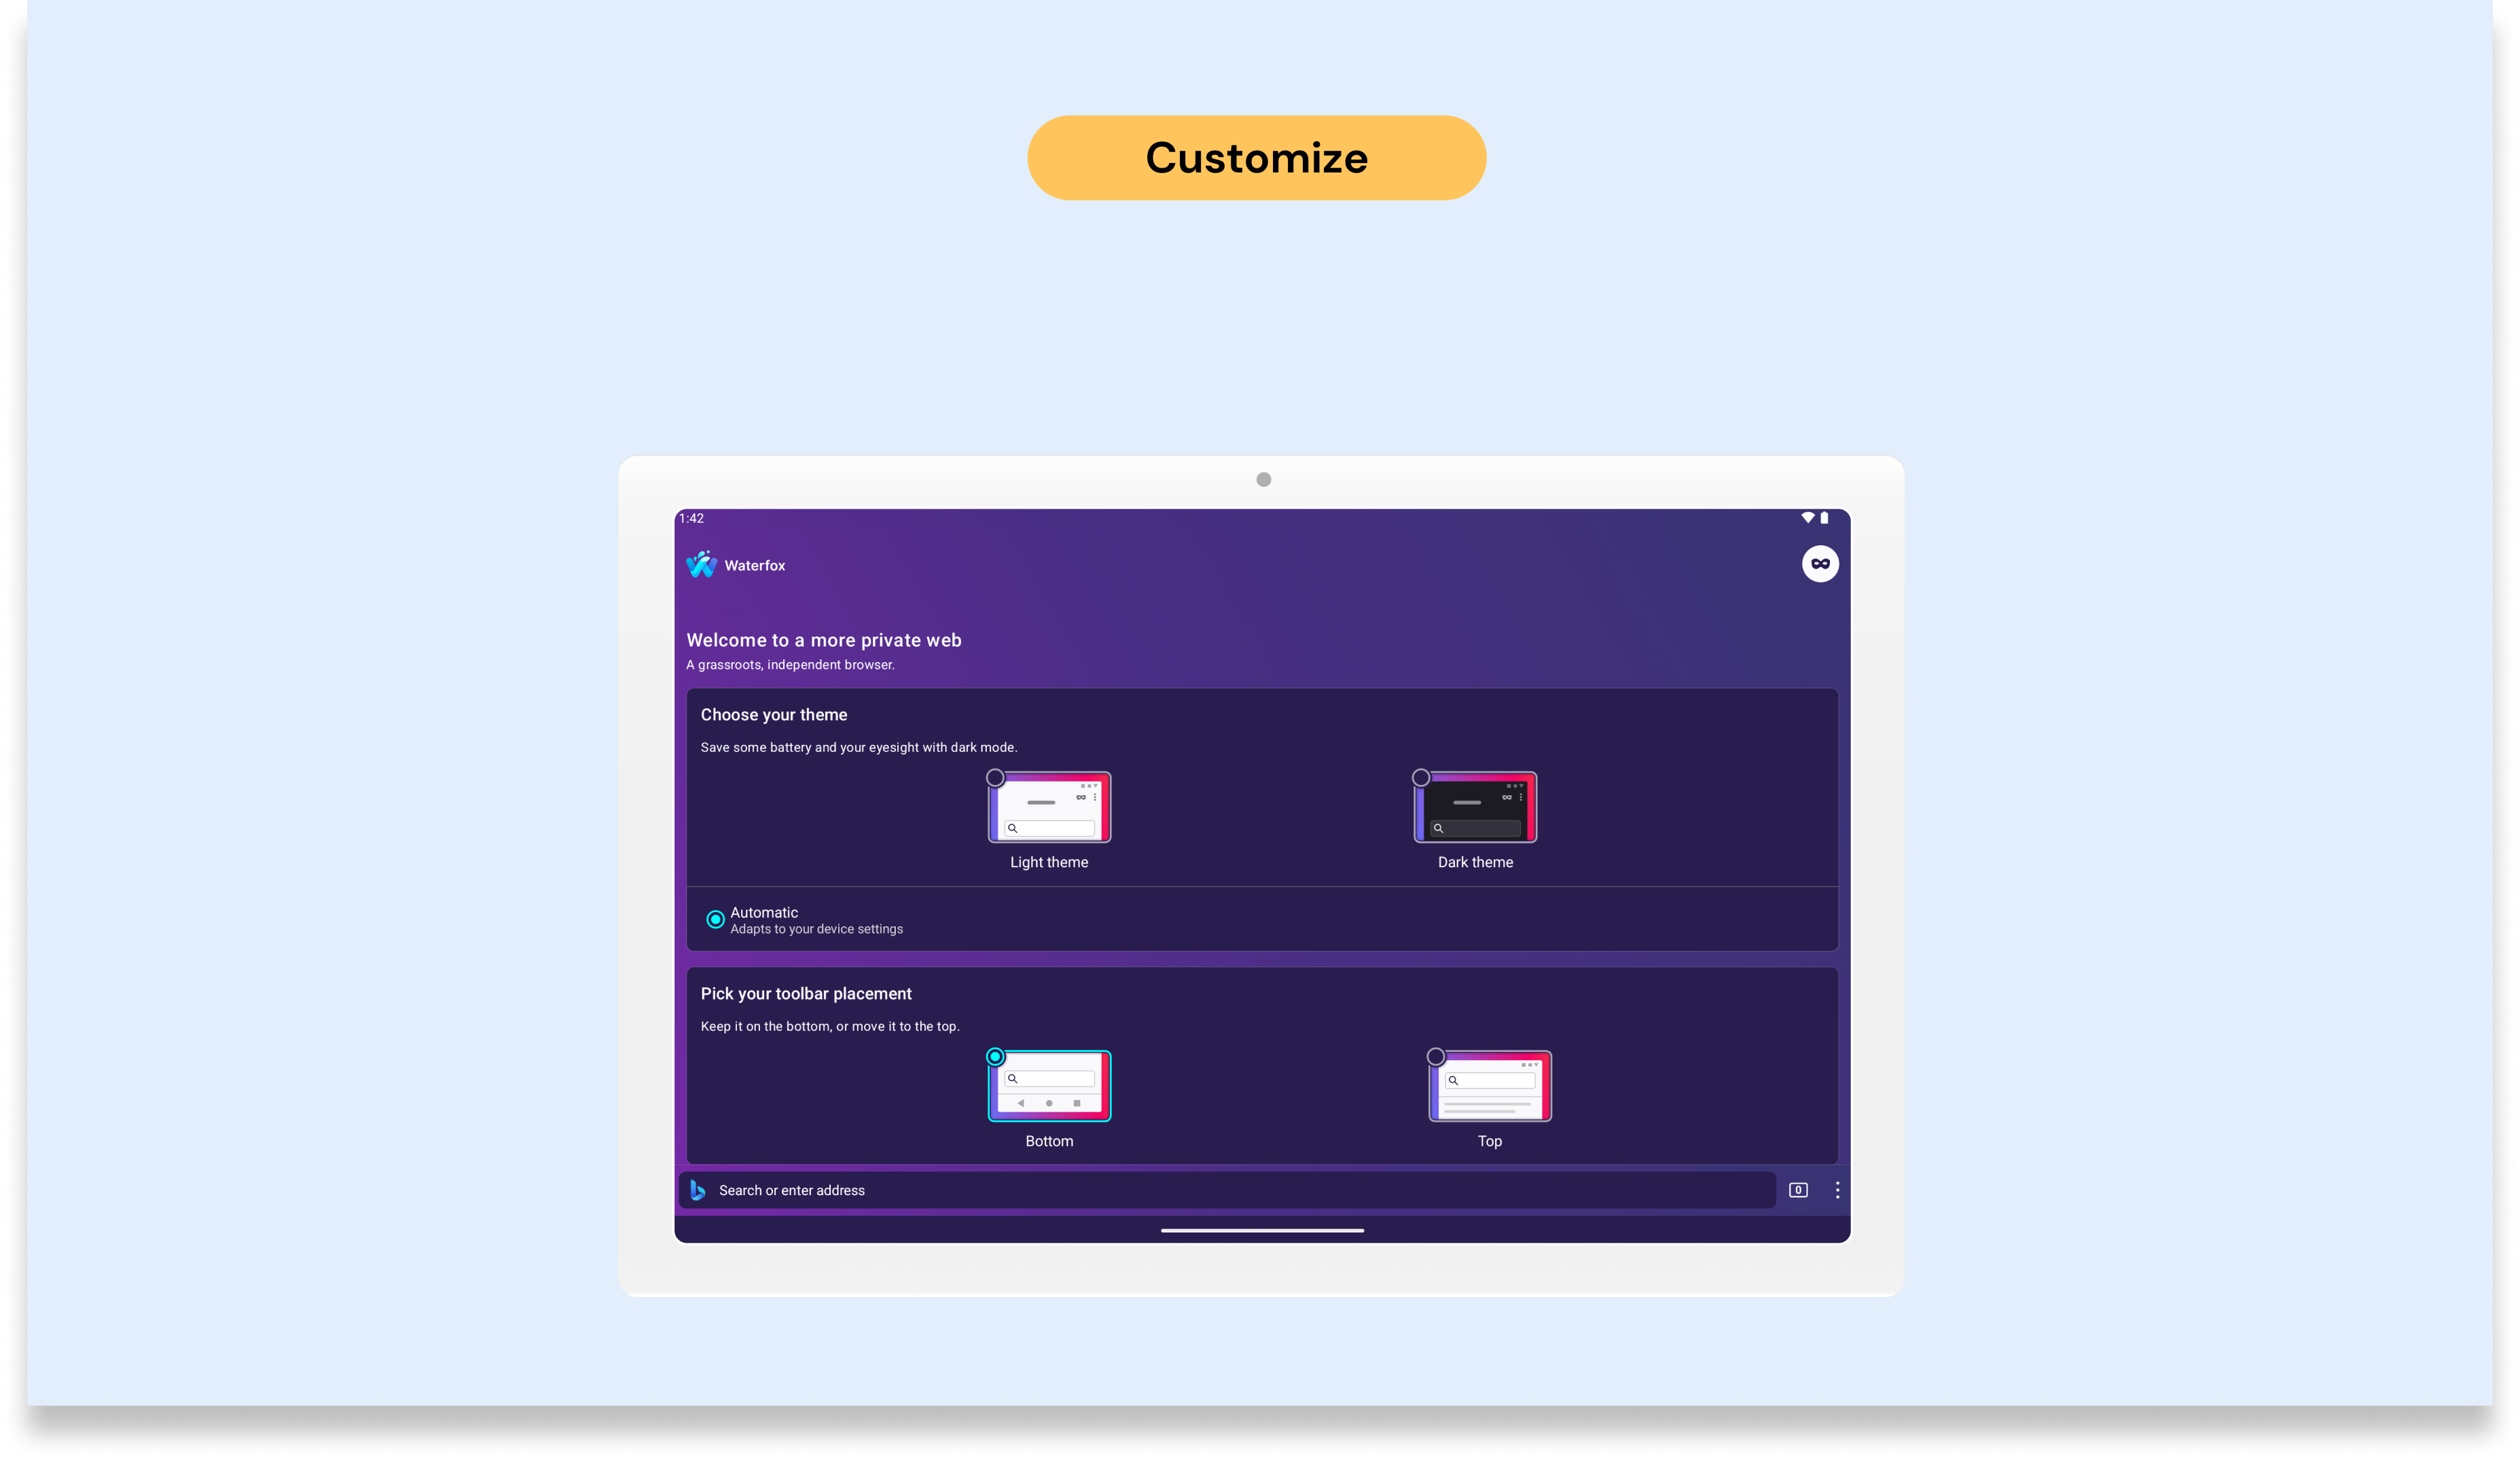 Customize
1:42
Waterfox
Welcome to a more private web
A grassroots, independent browser.
Choose your theme
Save some battery and your eyesight with dark mode.
Light theme
Dark theme
Automatic
Adapts to your device settings
Pick your toolbar placement
Keep it on the bottom, or move it to the top.
Bottom
Top
Search or enter address
0